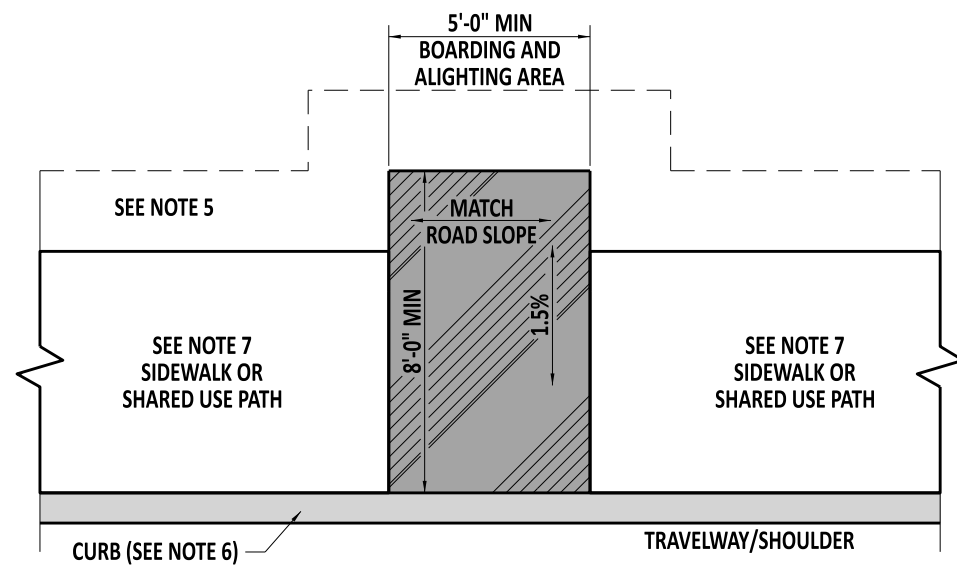 5'-0" MIN
BOARDING AND
ALIGHTING AREA
SEE NOTE 5
MATCH
ROAD SLOPE
8'-0" MIN
1.5%
SEE NOTE 7
SIDEWALK OR
SHARED USE PATH
SEE NOTE 7
SIDEWALK OR
SHARED USE PATH
CURB (SEE NOTE 6)
TRAVELWAY/SHOULDER